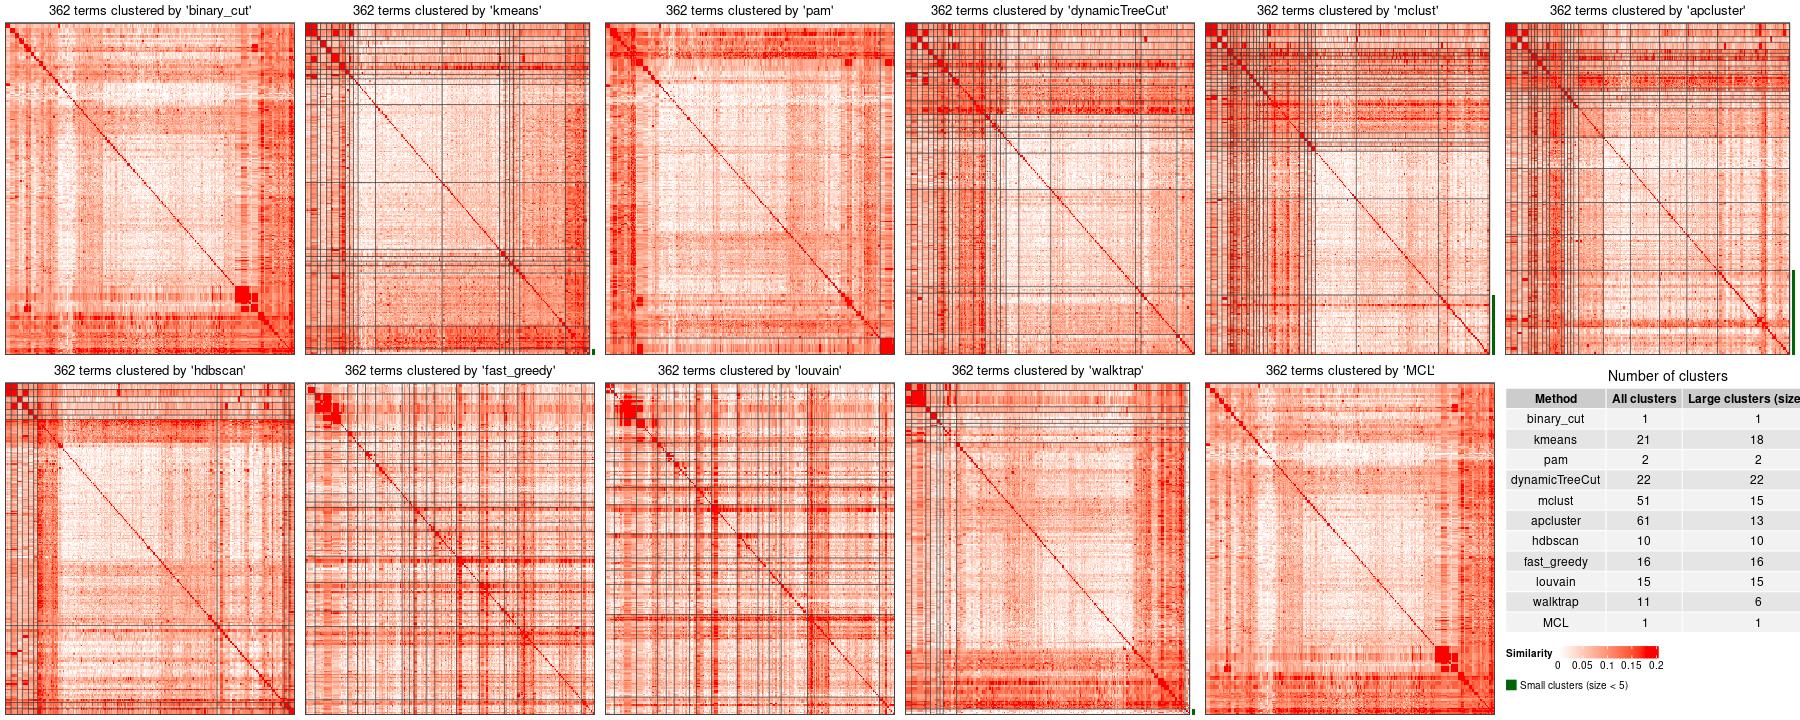 362 terms clustered by 'binary_cut'
362 terms clustered by 'kmeans'
362 terms clustered by 'pam'
362 terms clustered by 'dynamicTreeCut'
362 terms clustered by 'mclust'
362 terms clustered by 'apcluster'
362 terms clustered by 'hdbscan'
362 terms clustered by 'fast_greedy'
362 terms clustered by 'louvain'
362 terms clustered by 'walktrap'
362 terms clustered by 'MCL'
Number of clusters
Method All clusters Large clusters (size
binary_cut 1 1
kmeans 21 18
pam 2 2
dynamicTreeCut 22 22
mclust 51 15
apcluster 61 13
hdbscan 10 10
fast_greedy 16 16
louvain 15 15
walktrap 11 6
MCL 1 1
Similarity
0 0.05 0.1 0.15 0.2
Small clusters (size < 5)